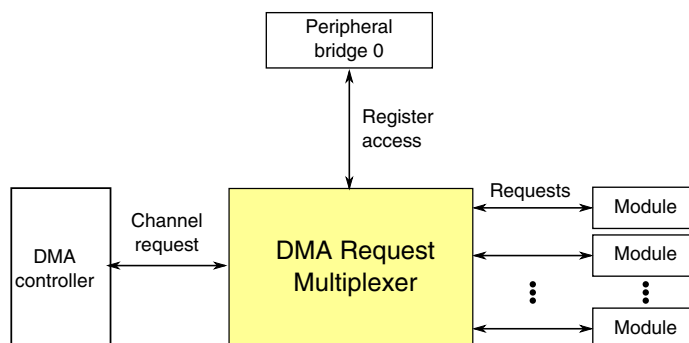 Peripheral
bridge 0
Register
access
Channel
request
DMA
controller
DMA Request
Multiplexer
Requests
Module
Module
Module